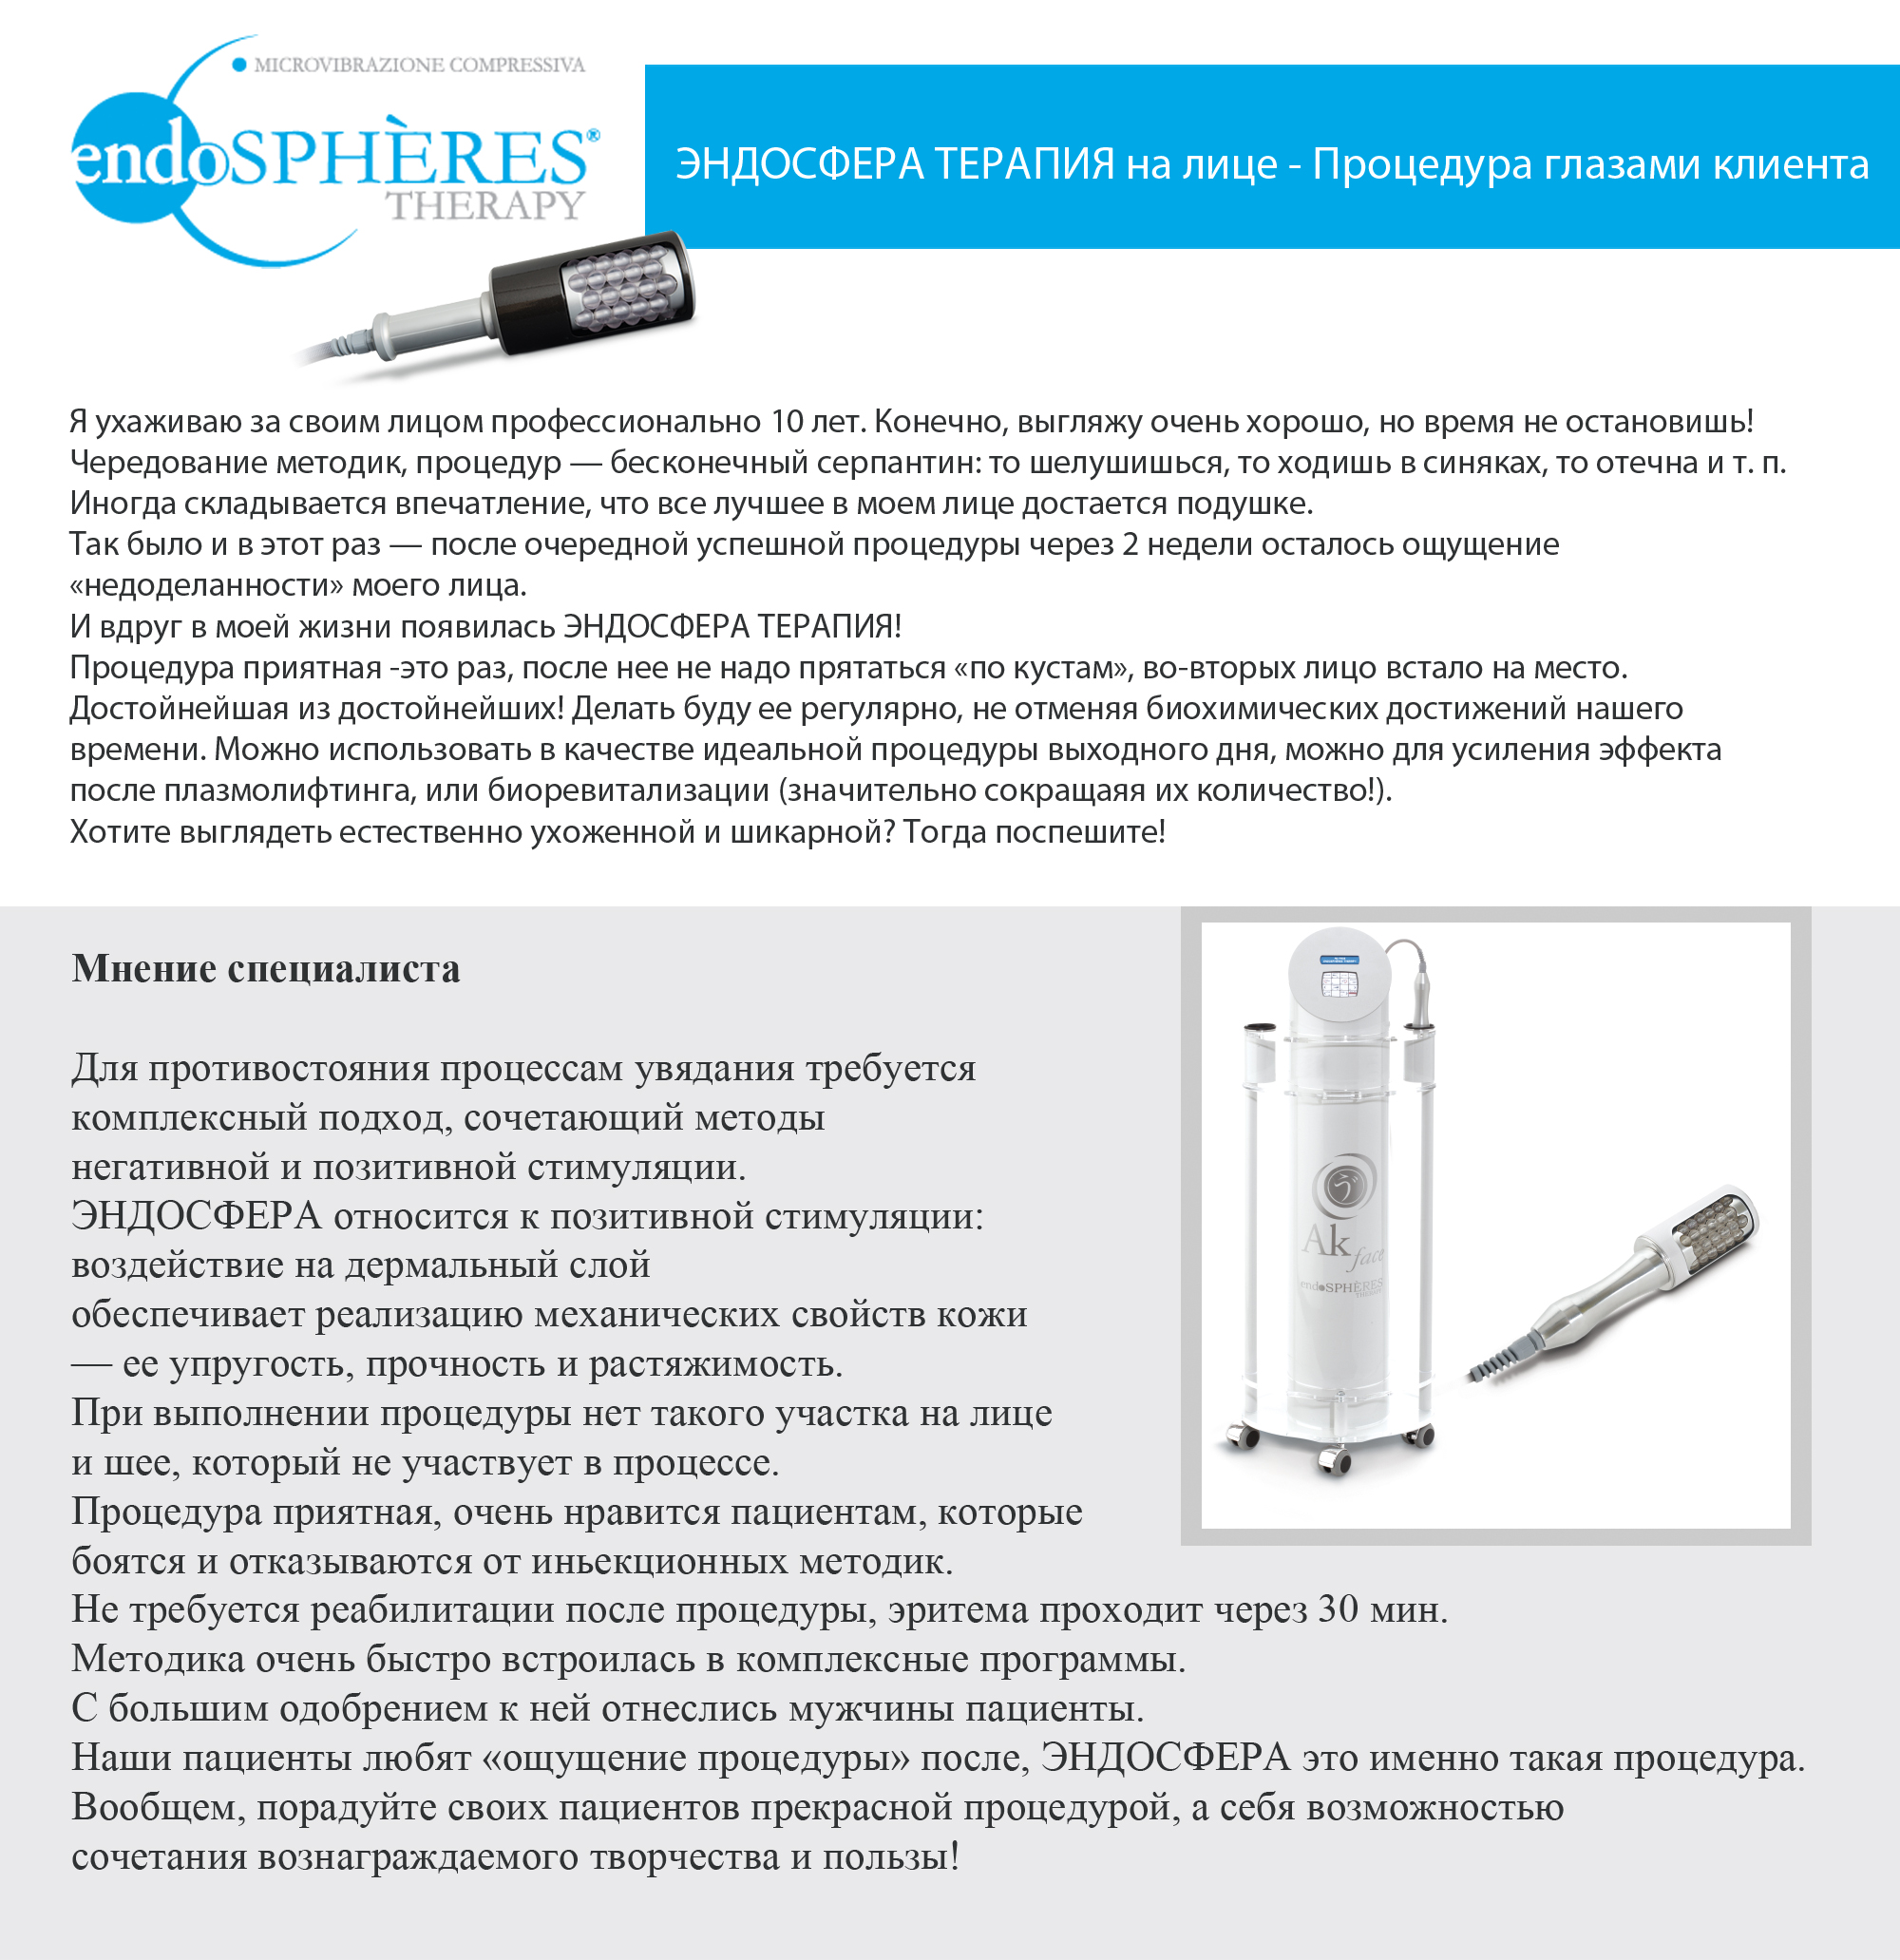 MICROVIBRAZIONE COMPRESSIVA
endoSPHÈRES®
THERAPY
ЭНДОСФЕРА ТЕРАПИЯ на лице - Процедура глазами клиента
Я ухаживаю за своим лицом профессионально 10 лет. Конечно, выгляжу очень хорошо, но время не остановишь!
Чередование методик, процедур — бесконечный серпантин: то шелушишься, то ходишь в синяках, то отечна и т. п.
Иногда складывается впечатление, что все лучшее в моем лице достается подушке.
Так было и в этот раз — после очередной успешной процедуры через 2 недели осталось ощущение
«недоделанности» моего лица.
И вдруг в моей жизни появилась ЭНДОСФЕРА ТЕРАПИЯ!
Процедура приятная -это раз, после нее не надо прятаться «по кустам», во-вторых лицо встало на место.
Достойнейшая из достойнейших! Делать буду ее регулярно, не отменяя биохимических достижений нашего
времени. Можно использовать в качестве идеальной процедуры выходного дня, можно для усиления эффекта
после плазмолифтинга, или биоревитализации (значительно сокращаяя их количество!).
Хотите выглядеть естественно ухоженной и шикарной? Тогда поспешите!
Мнение специалиста
Для противостояния процессам увядания требуется
комплексный подход, сочетающий методы
негативной и позитивной стимуляции.
ЭНДОСФЕРА относится к позитивной стимуляции:
воздействие на дермальный слой
обеспечивает реализацию механических свойств кожи
— ее упругость, прочность и растяжимость.
При выполнении процедуры нет такого участка на лице
и шее, который не участвует в процессе.
Процедура приятная, очень нравится пациентам, которые
боятся и отказываются от иньекционных методик.
Не требуется реабилитации после процедуры, эритема проходит через 30 мин.
Методика очень быстро встроилась в комплексные программы.
С большим одобрением к ней отнеслись мужчины пациенты.
Наши пациенты любят «ощущение процедуры» после, ЭНДОСФЕРА это именно такая процедура.
Вообщем, порадуйте своих пациентов прекрасной процедурой, а себя возможностью
сочетания вознаграждаемого творчества и пользы!
Ak
face
endoSPHÈRES
THERAPY